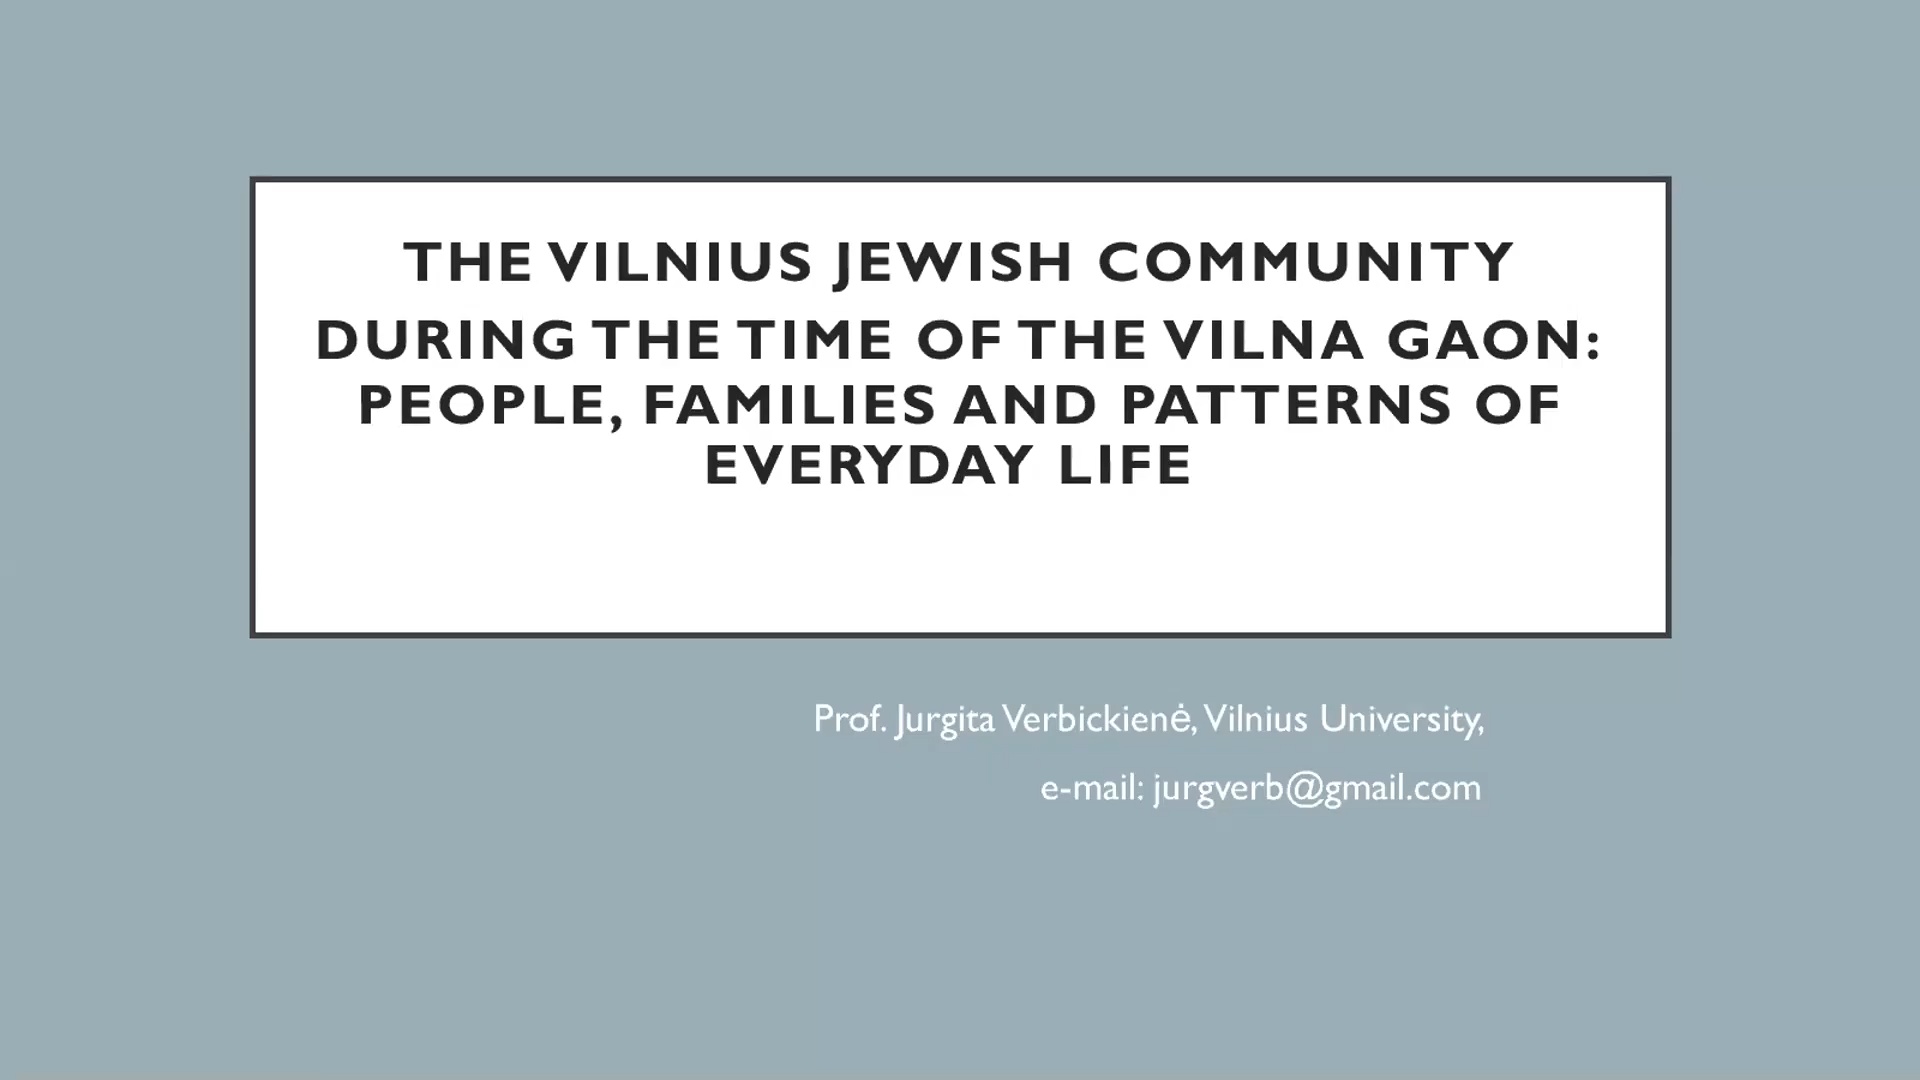 THE VILNIUS JEWISH COMMUNITY
DURING THE TIME OF THE VILNA GAON:
PEOPLE, FAMILIES AND PATTERNS OF
EVERYDAY LIFE
Prof. Jurgita Verbickienė, Vilnius University,
e-mail: jurgverb@gmail.com